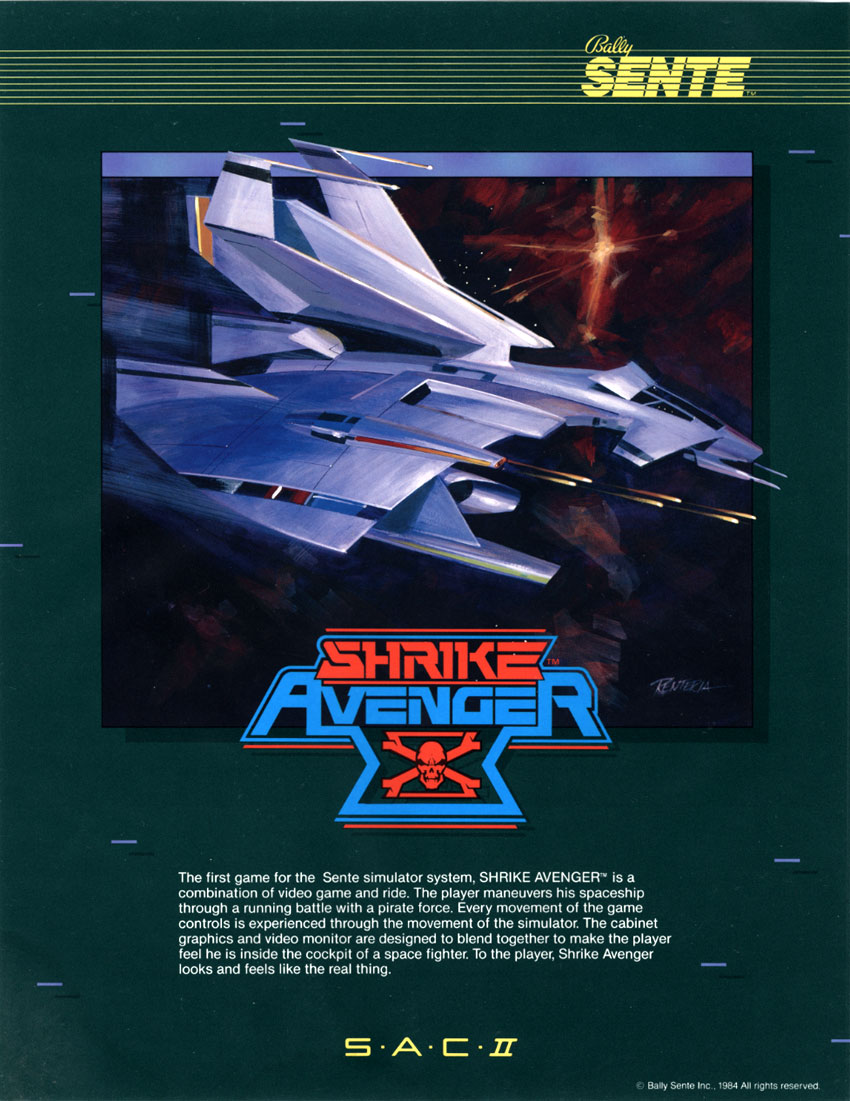 Bally
SENTE™
SHRIKE™
AVENGER
RENTERIA
The first game for the Sente simulator system, SHRIKE AVENGER™ is a
combination of video game and ride. The player maneuvers his spaceship
through a running battle with a pirate force. Every movement of the game
controls is experienced through the movement of the simulator. The cabinet
graphics and video monitor are designed to blend together to make the player
feel he is inside the cockpit of a space fighter. To the player, Shrike Avenger
looks and feels like the real thing.
S·A·C·II
© Bally Sente Inc., 1984 All rights reserved.